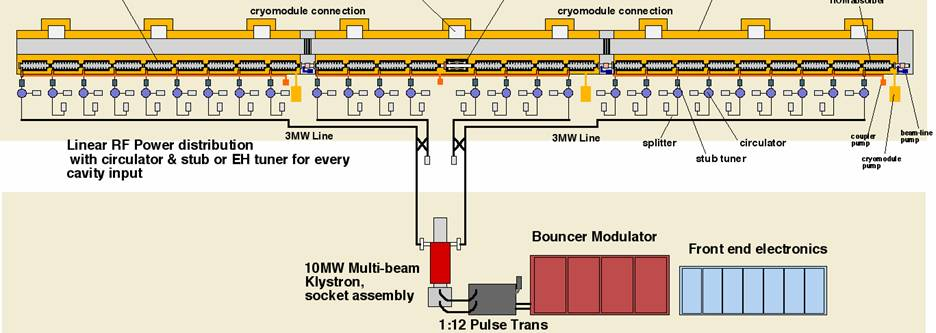 cryomodule connection
cryomodule connection
3MW Line
3MW Line
splitter
circulator
stub tuner
coupler
pump
cryomodule
pump
beam-line
pump
Linear RF Power distribution
with circulator & stub or EH tuner for every
cavity input
Bouncer Modulator
Front end electronics
10MW Multi-beam
Klystron,
socket assembly
1:12 Pulse Trans